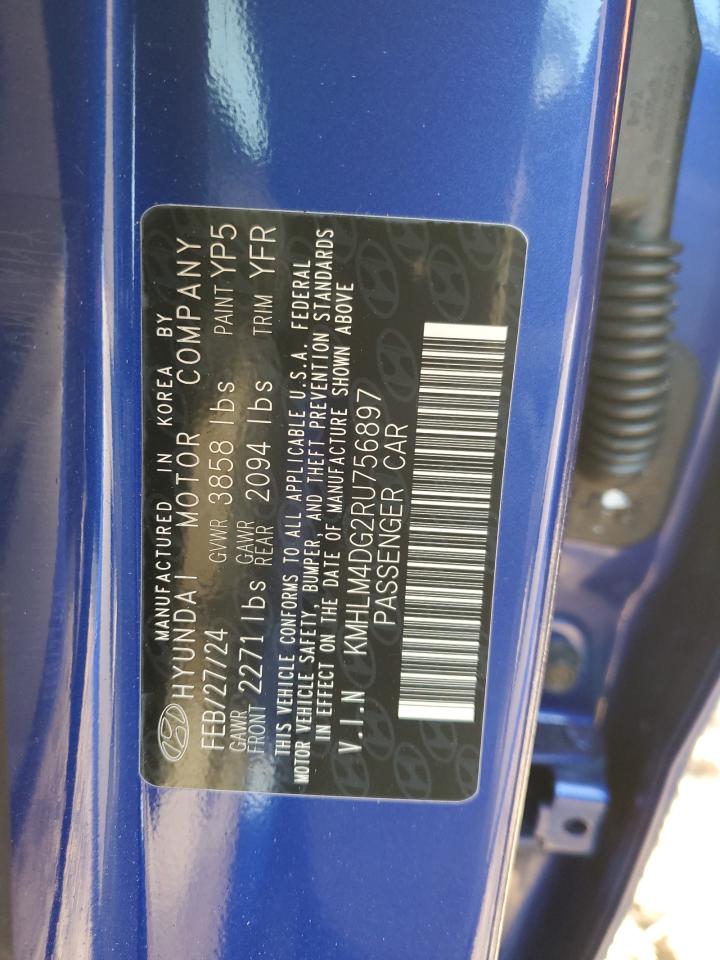 MANUFACTURED IN KOREA BY
HYUNDAI MOTOR COMPANY
FEB/27/24 GVWR 3858 lbs PAINT YP5
GAWR FRONT 2271 lbs GAWR REAR 2094 lbs TRIM YFR
THIS VEHICLE CONFORMS TO ALL APPLICABLE U.S.A. FEDERAL
MOTOR VEHICLE SAFETY, BUMPER, AND THEFT PREVENTION STANDARDS
IN EFFECT ON THE DATE OF MANUFACTURE SHOWN ABOVE
V.I.N KMHLM4DG2RU756897
PASSENGER CAR